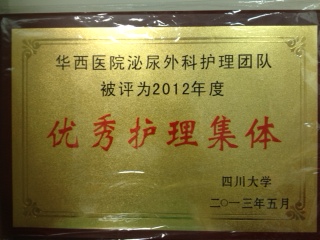 华西医院泌尿外科护理团队
被评为2012年度
优秀护理集体
四川大学
二〇一三年五月